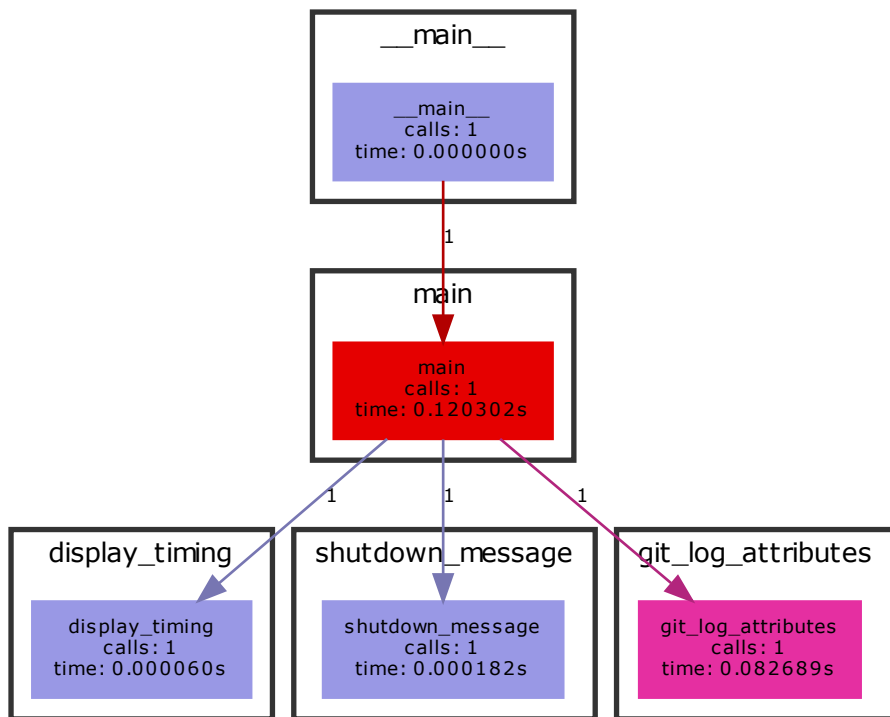 __main__
__main__
calls: 1
time: 0.000000s
1
main
main
calls: 1
time: 0.120302s
1
1
1
display_timing
display_timing
calls: 1
time: 0.000060s
shutdown_message
shutdown_message
calls: 1
time: 0.000182s
git_log_attributes
git_log_attributes
calls: 1
time: 0.082689s